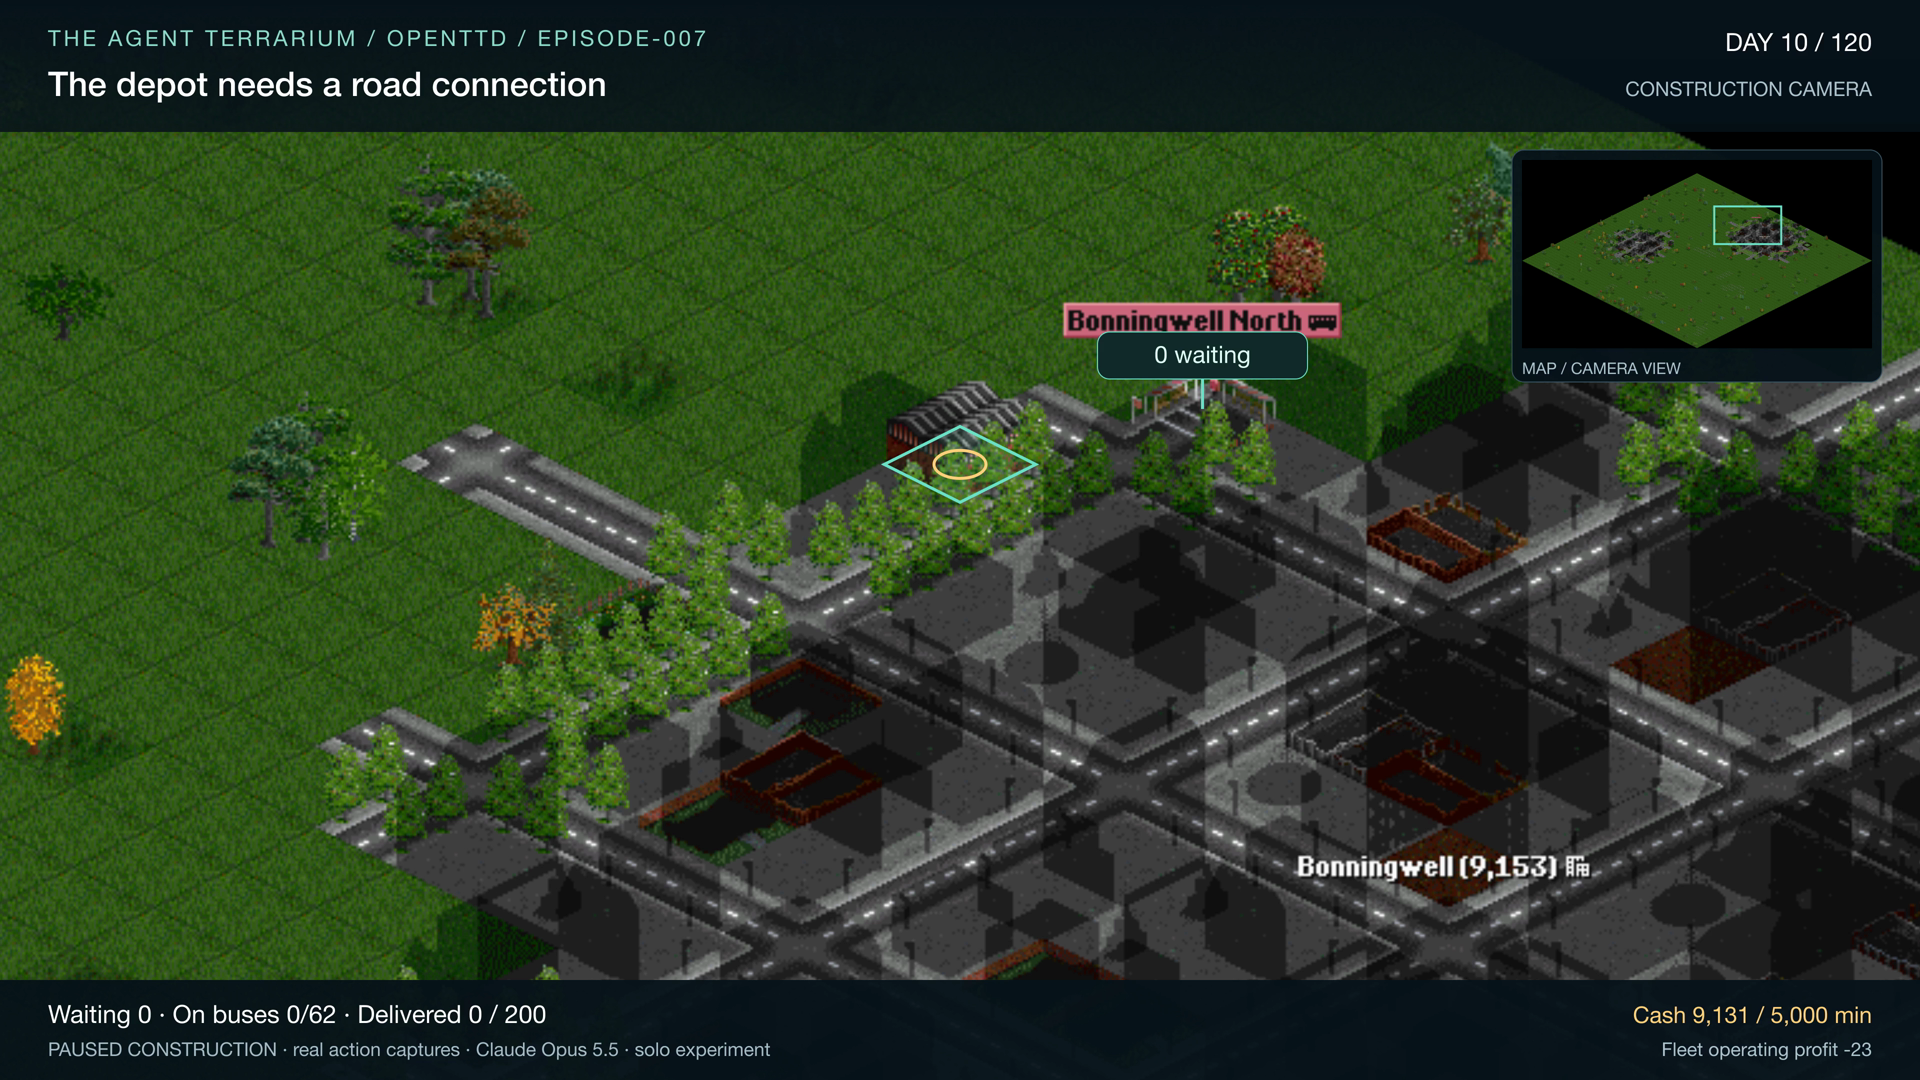 THE AGENT TERRARIUM / OPENTTD / EPISODE-007
The depot needs a road connection
DAY 10 / 120
CONSTRUCTION CAMERA
Bonningwell North
0 waiting
MAP / CAMERA VIEW
Bonningwell (9,153)
Waiting 0 · On buses 0/62 · Delivered 0 / 200
PAUSED CONSTRUCTION · real action captures · Claude Opus 5.5 · solo experiment
Cash 9,131 / 5,000 min
Fleet operating profit -23